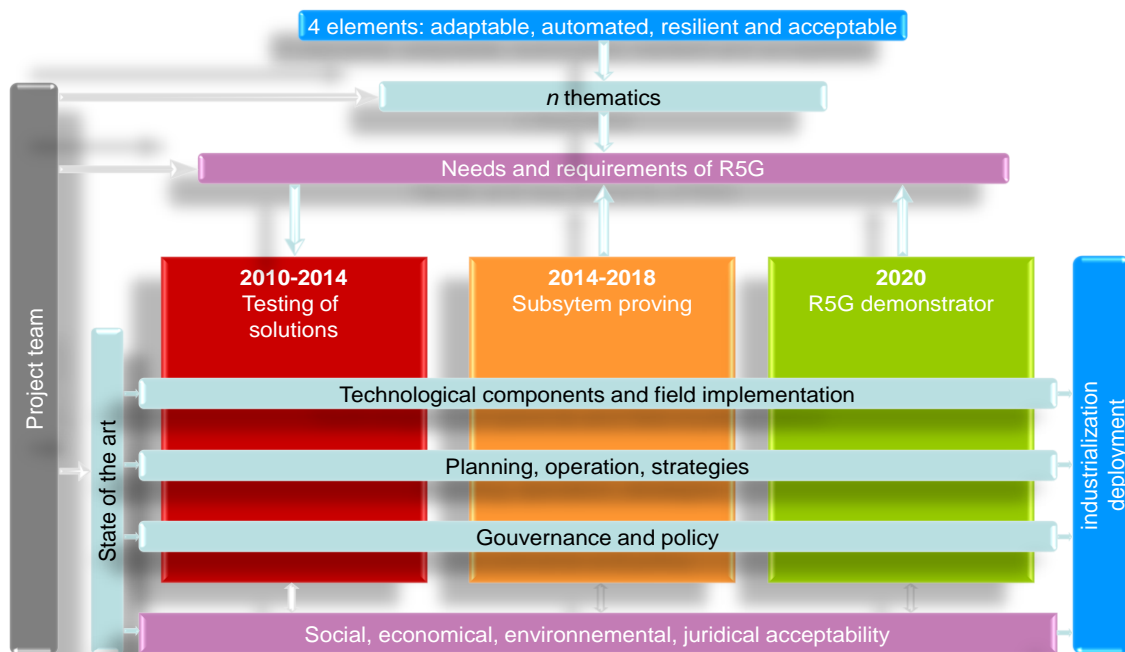 4 elements: adaptable, automated, resilient and acceptable
n thematics
Needs and requirements of R5G
Project team
State of the art
2010-2014
Testing of
solutions
2014-2018
Subsytem proving
2020
R5G demonstrator
Technological components and field implementation
Planning, operation, strategies
Gouvernance and policy
Social, economical, environnemental, juridical acceptability
industrialization
deployment